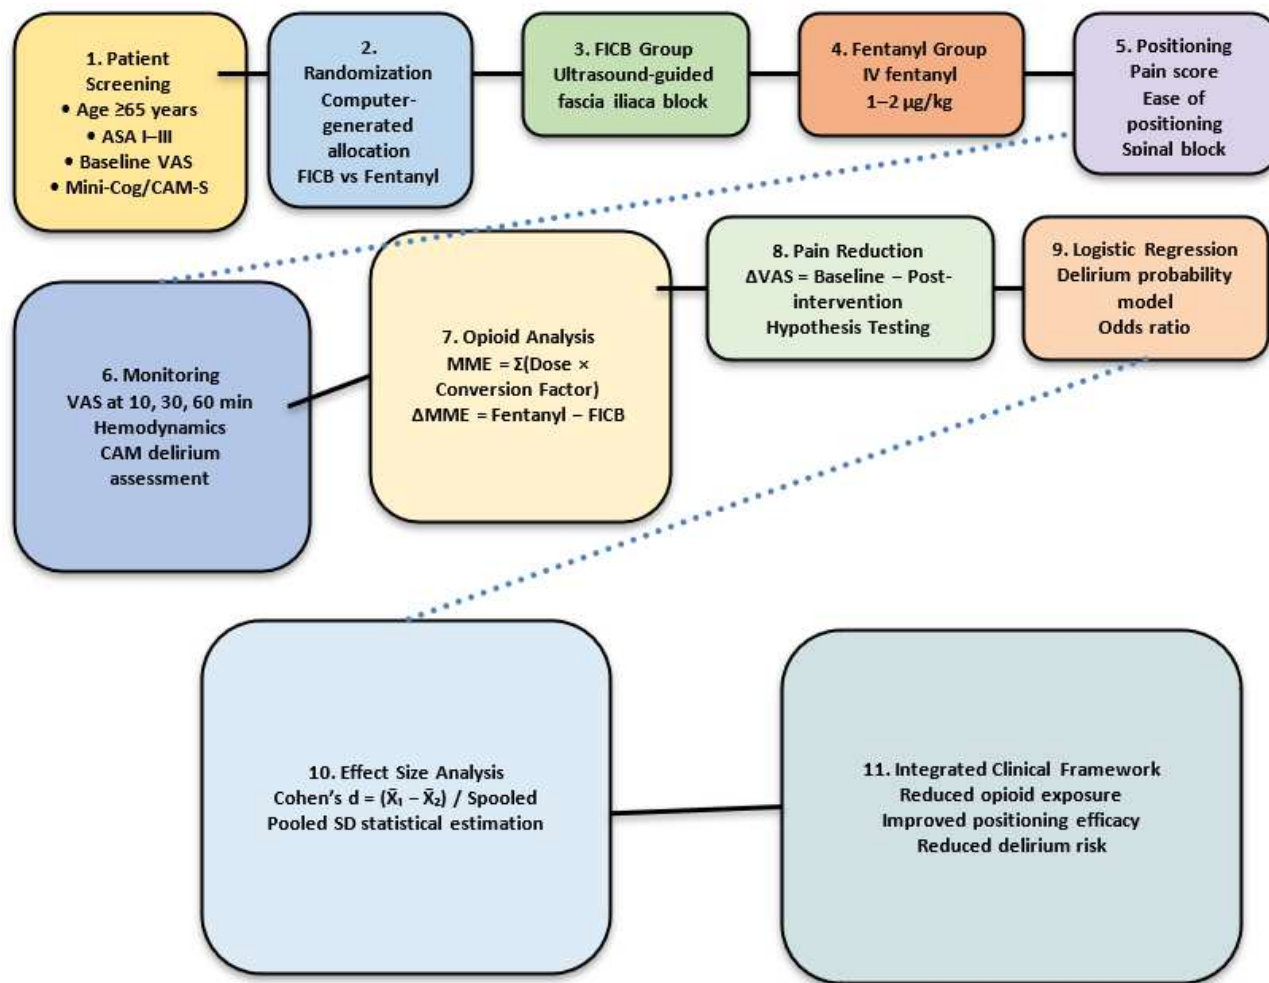 1. Patient
Screening
• Age ≥65 years
• ASA I–III
• Baseline VAS
• Mini-Cog/CAM-S
2.
Randomization
Computer-
generated
allocation
FICB vs Fentanyl
3. FICB Group
Ultrasound-guided
fascia iliaca block
4. Fentanyl Group
IV fentanyl
1–2 µg/kg
5. Positioning
Pain score
Ease of
positioning
Spinal block
6. Monitoring
VAS at 10, 30, 60 min
Hemodynamics
CAM delirium
assessment
7. Opioid Analysis
MME = Σ(Dose ×
Conversion Factor)
ΔMME = Fentanyl – FICB
8. Pain Reduction
ΔVAS = Baseline – Post-
intervention
Hypothesis Testing
9. Logistic Regression
Delirium probability
model
Odds ratio
10. Effect Size Analysis
Cohen's d = (X̄₁ – X̄₂) / Spooled
Pooled SD statistical estimation
11. Integrated Clinical Framework
Reduced opioid exposure
Improved positioning efficacy
Reduced delirium risk